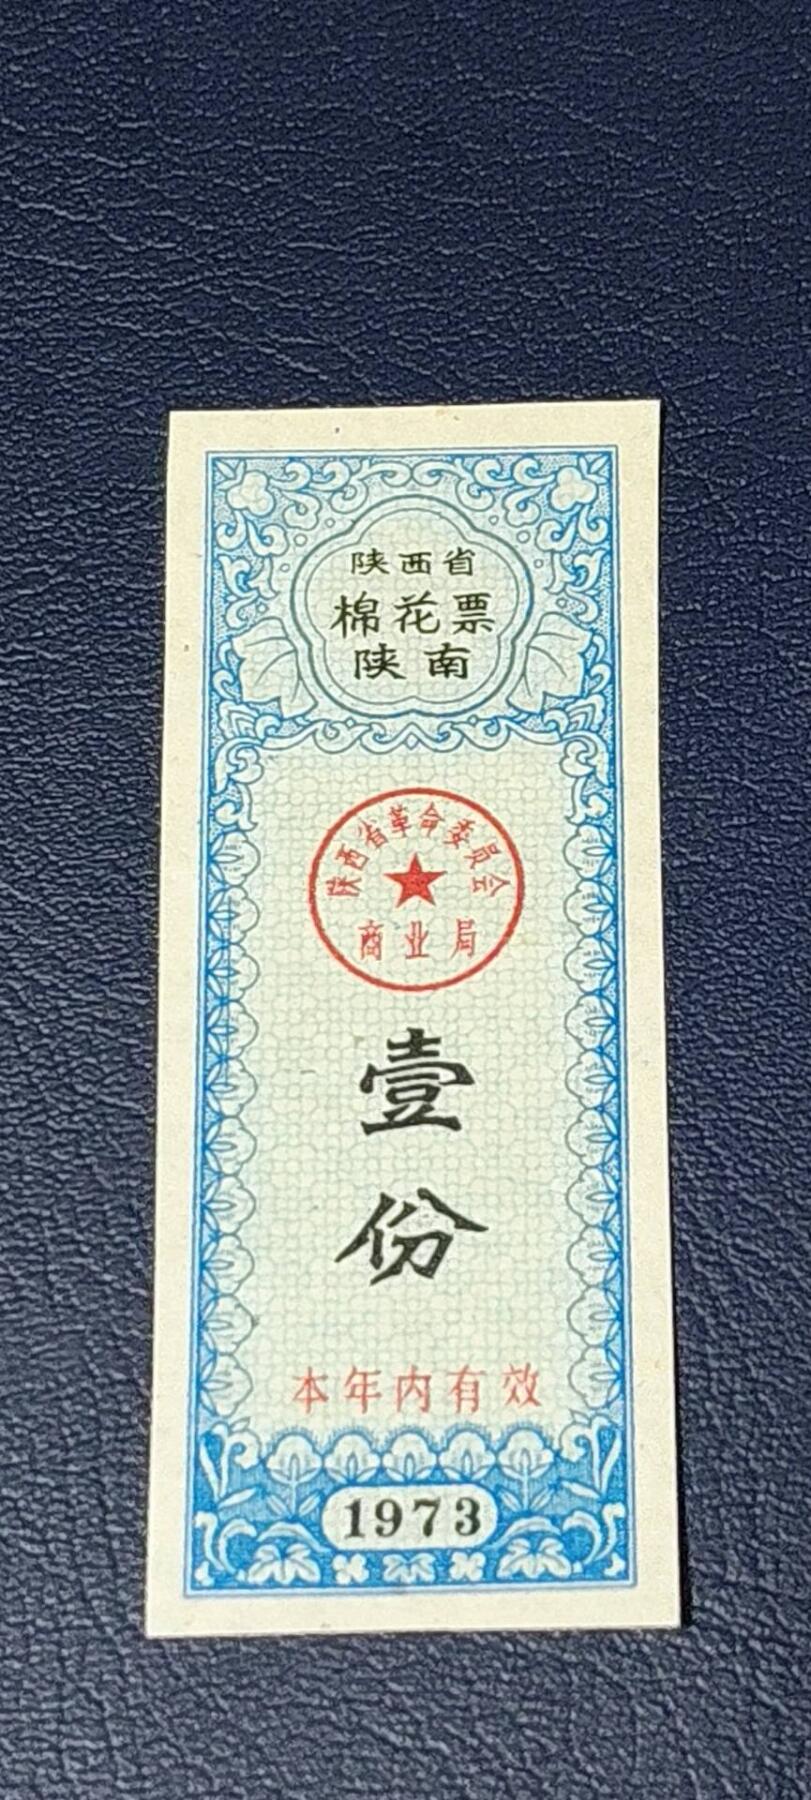 陕西省
棉花票
陕南
陕西省革命委员会
商业局
壹
份
本年内有效
1973